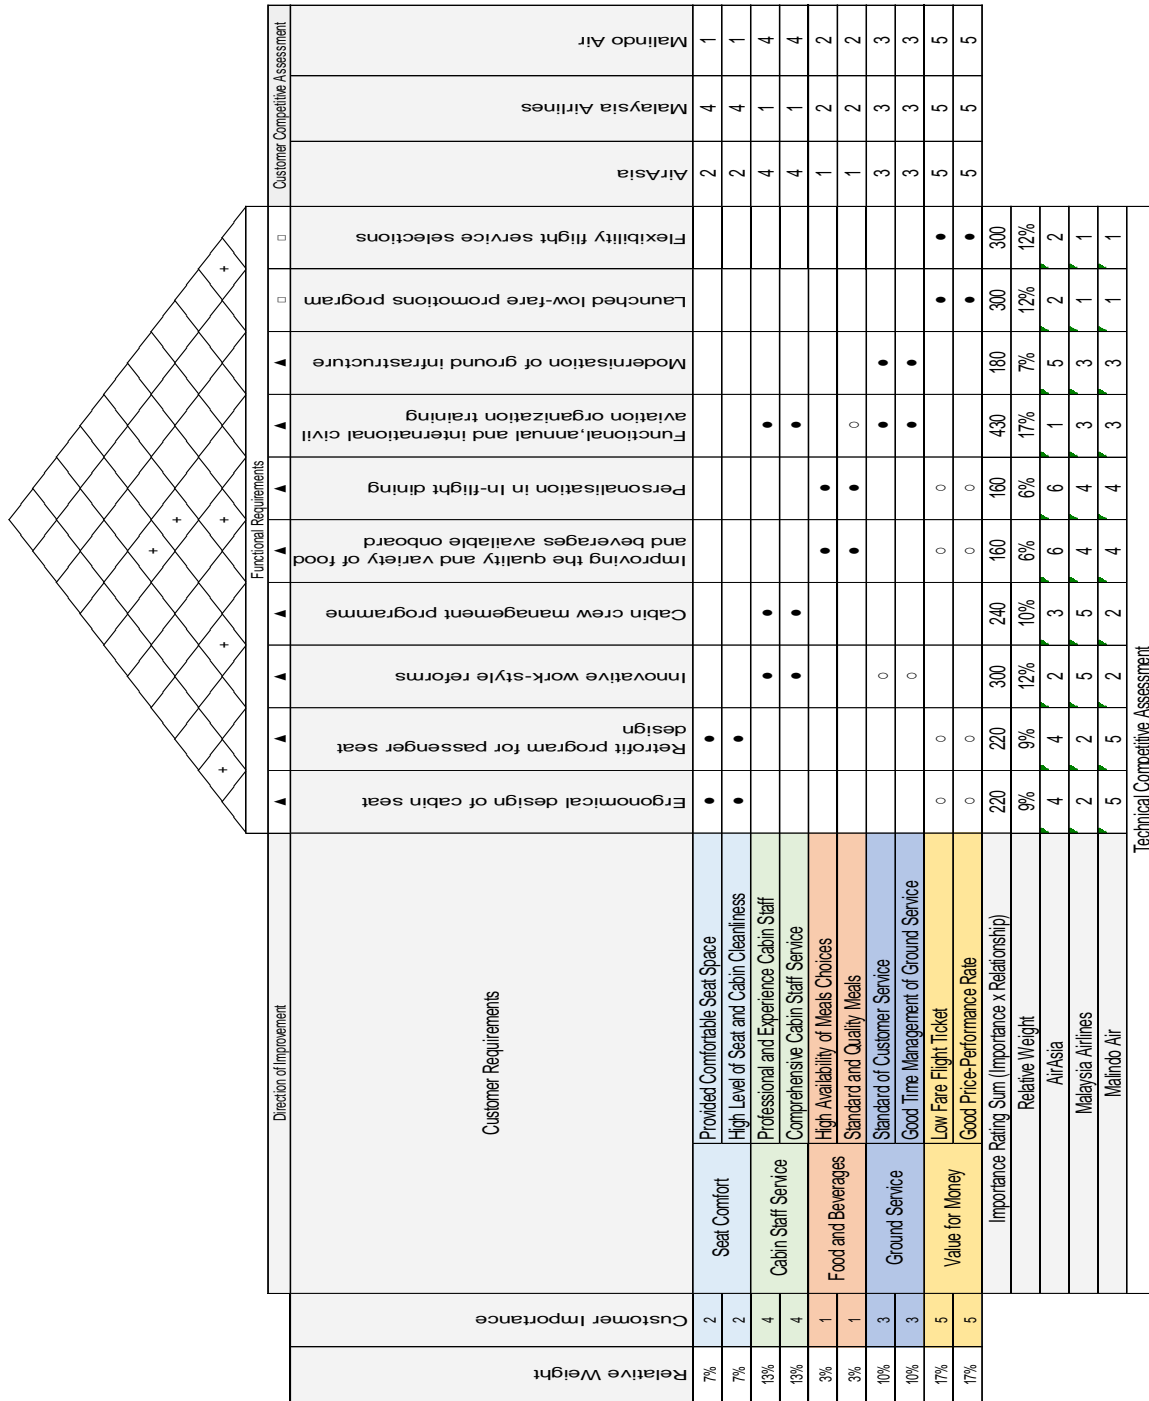 + + + + + + +
Functional Requirements
Direction of Improvement ▲ ▲ ▲ ▲ ▲ ▲ ▲ ▲ □ □ Customer Competitive Assessment
Relative Weight
Customer Importance
Customer Requirements
Ergonomical design of cabin seat
Retrofit program for passenger seat
design
Innovative work-style reforms
Cabin crew management programme
Improving the quality and variety of food
and beverages available onboard
Personalisation in In-flight dining
Functional,annual and international civil
aviation organization training
Modernisation of ground infrastructure
Launched low-fare promotions program
Flexibility flight service selections
AirAsia
Malaysia Airlines
Malindo Air
Seat Comfort
7% 2 Provided Comfortable Seat Space ● ● 2 4 1
7% 2 High Level of Seat and Cabin Cleanliness ● ● 2 4 1
Cabin Staff Service
13% 4 Professional and Experience Cabin Staff ● ● ● 4 1 4
13% 4 Comprehensive Cabin Staff Service ● ● ● 4 1 4
Food and Beverages
3% 1 High Availability of Meals Choices ● ● 1 2 2
3% 1 Standard and Quality Meals ● ● ○ 1 2 2
Ground Service
10% 3 Standard of Customer Service ○ ● ● 3 3 3
10% 3 Good Time Management of Ground Service ○ ● ● 3 3 3
Value for Money
17% 5 Low Fare Flight Ticket ○ ○ ○ ○ ● ● 5 5 5
17% 5 Good Price-Performance Rate ○ ○ ○ ○ ● ● 5 5 5
Importance Rating Sum (Importance x Relationship) 220 220 300 240 160 160 430 180 300 300
Relative Weight 9% 9% 12% 10% 6% 6% 17% 7% 12% 12%
AirAsia 4 4 2 3 6 6 1 5 2 2
Malaysia Airlines 2 2 5 5 4 4 3 3 1 1
Malindo Air 5 5 2 2 4 4 3 3 1 1
Technical Competitive Assessment